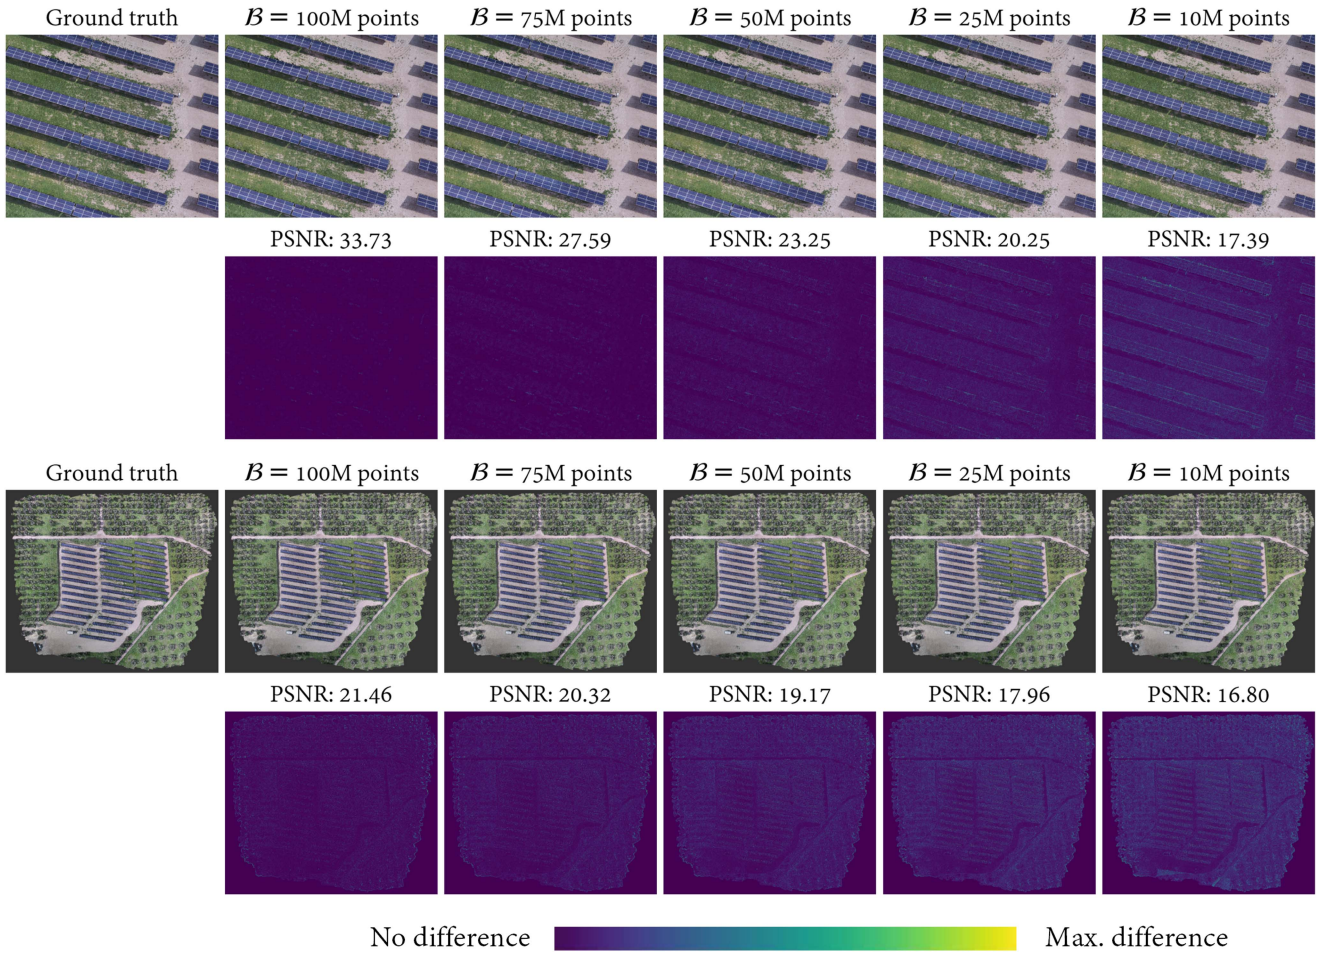 Ground truth
ℬ = 100M points
ℬ = 75M points
ℬ = 50M points
ℬ = 25M points
ℬ = 10M points
PSNR: 33.73
PSNR: 27.59
PSNR: 23.25
PSNR: 20.25
PSNR: 17.39
Ground truth
ℬ = 100M points
ℬ = 75M points
ℬ = 50M points
ℬ = 25M points
ℬ = 10M points
PSNR: 21.46
PSNR: 20.32
PSNR: 19.17
PSNR: 17.96
PSNR: 16.80
No difference
Max. difference